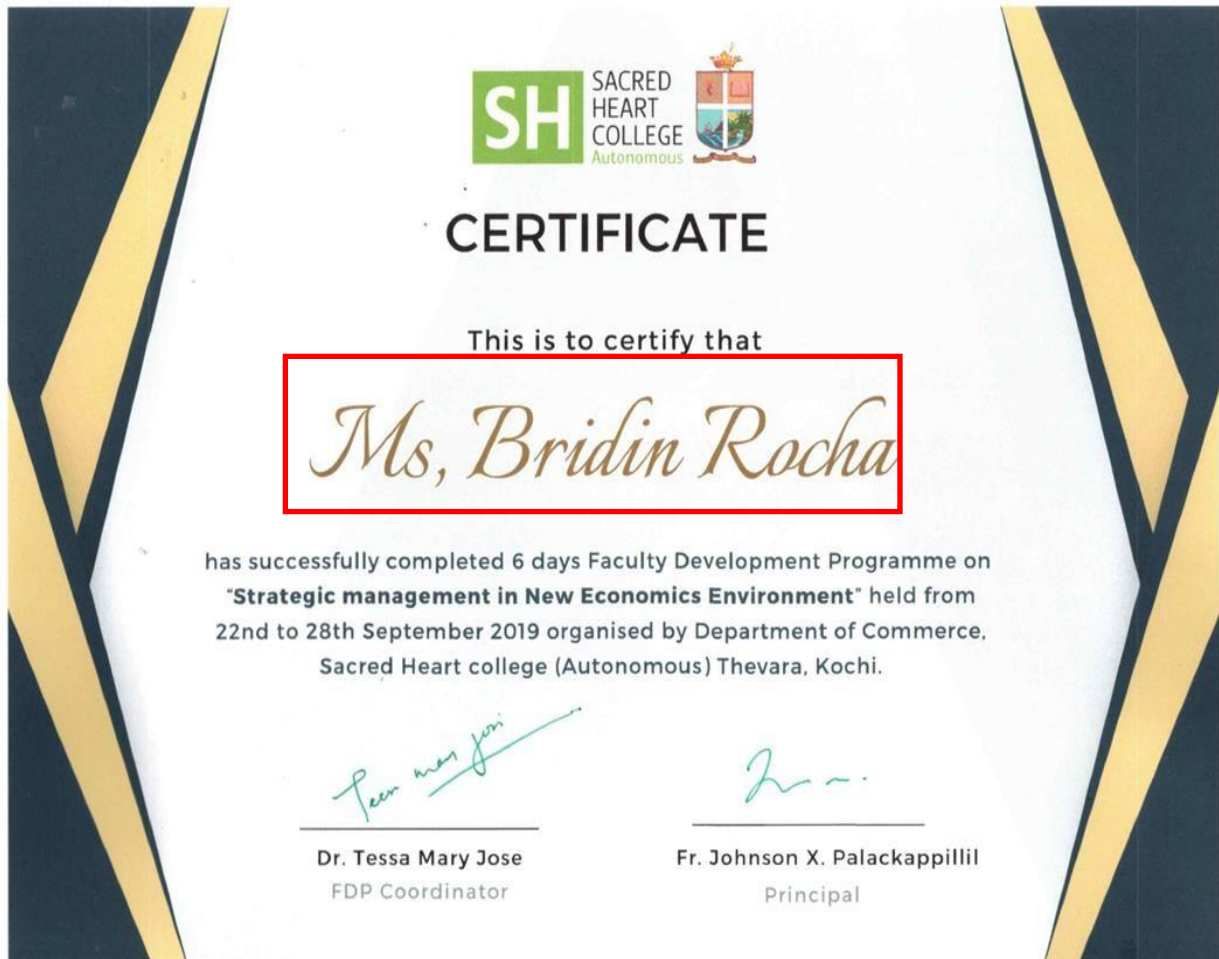 SH
SACRED
HEART
COLLEGE
Autonomous
CERTIFICATE
This is to certify that
Ms, Bridin Rocha
has successfully completed 6 days Faculty Development Programme on
"Strategic management in New Economics Environment" held from
22nd to 28th September 2019 organised by Department of Commerce,
Sacred Heart college (Autonomous) Thevara, Kochi.
Dr. Tessa Mary Jose
FDP Coordinator
Fr. Johnson X. Palackappillil
Principal